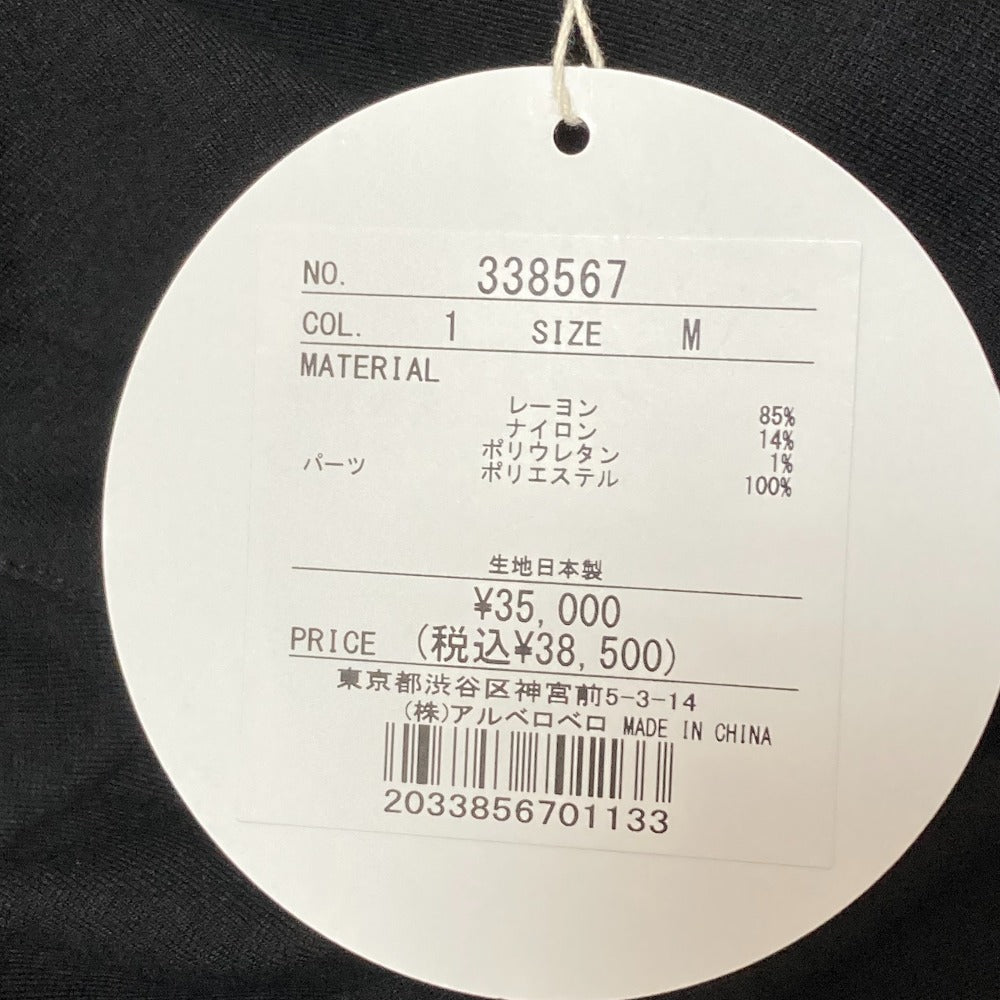 NO. 338567
COL. 1 SIZE M
MATERIAL
レーヨン 85%
ナイロン 14%
ポリウレタン 1%
パーツ ポリエステル 100%
生地日本製
¥35,000
PRICE (税込¥38,500)
東京都渋谷区神宮前5-3-14
(株)アルベロベロ MADE IN CHINA
2033856701133